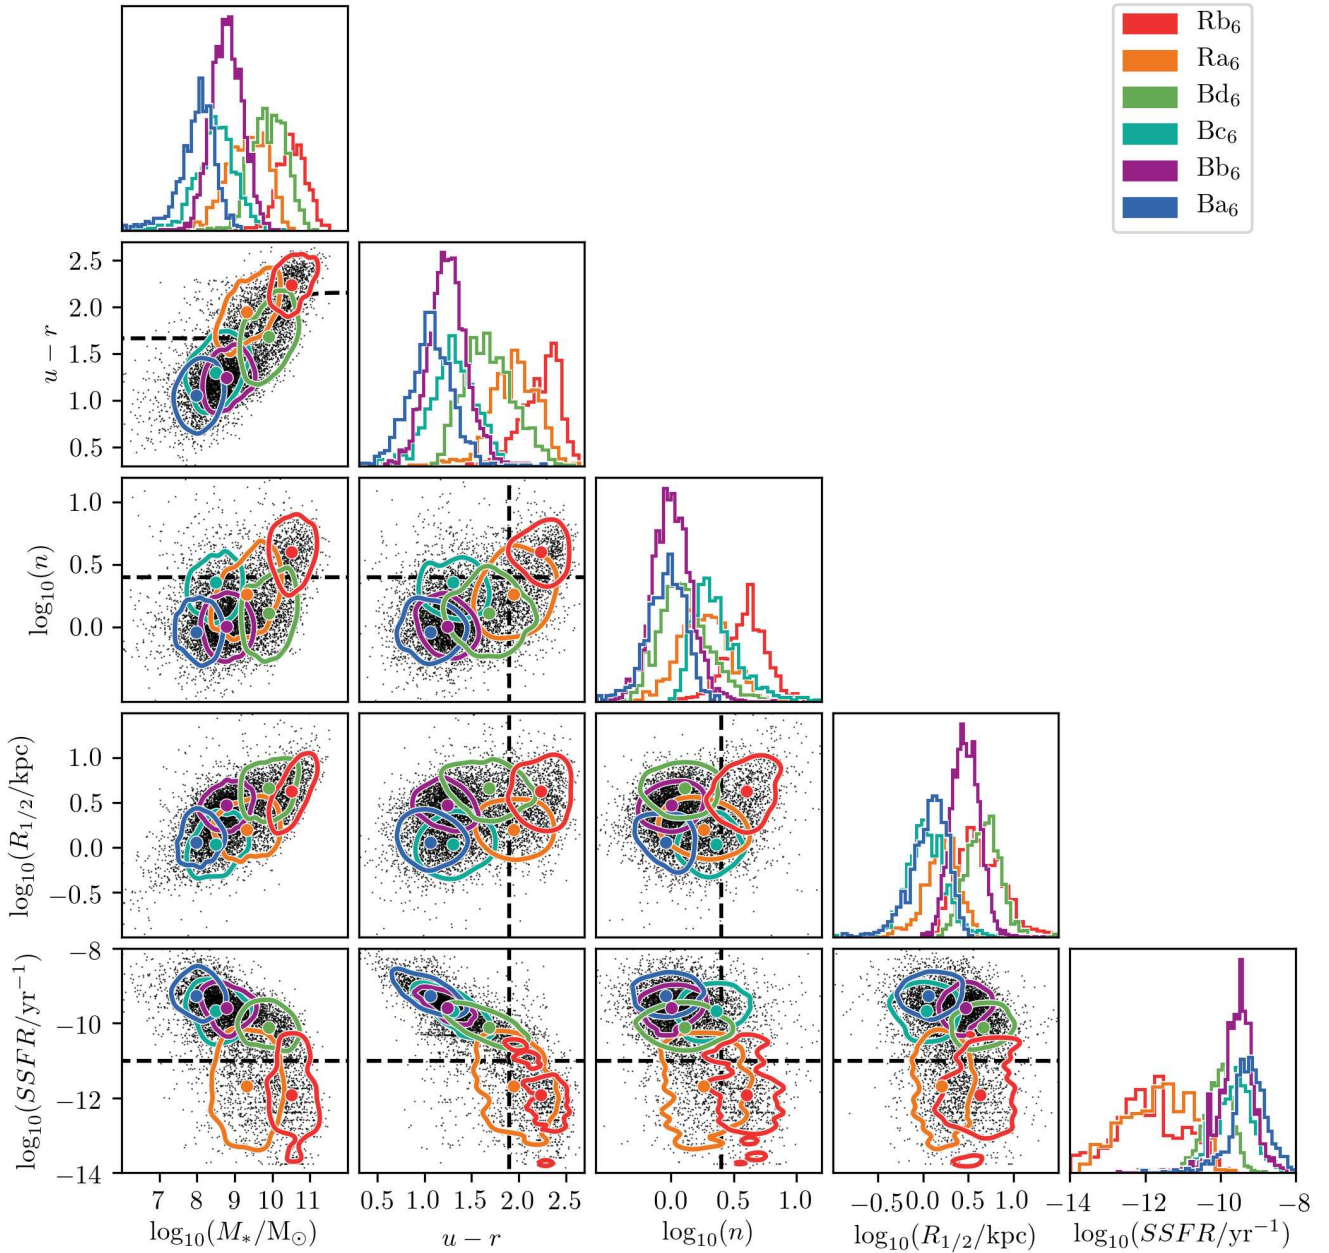 Rb₆
Ra₆
Bd₆
Bc₆
Bb₆
Ba₆
2.5
2.0
1.5
1.0
0.5
u − r
1.0
0.5
0.0
log₁₀(n)
1.0
0.5
0.0
−0.5
log₁₀(R₁/₂/kpc)
−8
−10
−12
−14
log₁₀(SSFR/yr⁻¹)
7 8 9 10 11
0.5 1.0 1.5 2.0 2.5
0.0 0.5 1.0
−0.5 0.0 0.5 1.0
−14 −12 −10 −8
log₁₀(M*/M⊙)
u − r
log₁₀(n)
log₁₀(R₁/₂/kpc)
log₁₀(SSFR/yr⁻¹)